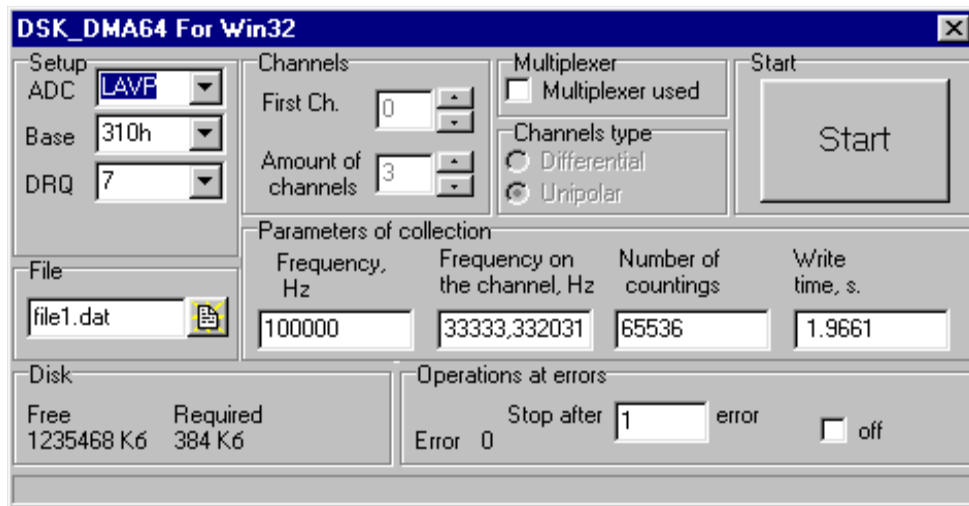 DSK_DMA64 For Win32
Setup
ADC LAVP
Base 310h
DRQ 7
Channels
First Ch. 0
Amount of
channels 3
Multiplexer
Multiplexer used
Channels type
Differential
Unipolar
Start
Start
File
file1.dat
Parameters of collection
Frequency,
Hz
100000
Frequency on
the channel, Hz
33333,332031
Number of
countings
65536
Write
time, s.
1.9661
Disk
Free Required
1235468 Кб 384 Кб
Operations at errors
Stop after 1 error
Error 0
off